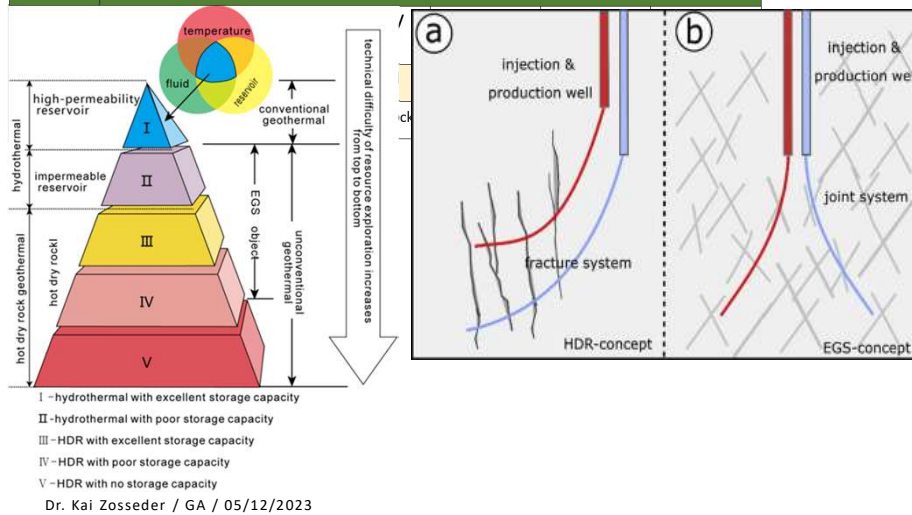 temperature
fluid
reservoir
high-permeability
reservoir
conventional
geothermal
hydrothermal
impermeable
reservoir
hot dry rock geothermal
hot dry rockl
EGS object
unconventional
geothermal
I
II
III
IV
V
technical difficulty of resource exploration increases
from top to bottom
I -hydrothermal with excellent storage capacity
II-hydrothermal with poor storage capacity
III-HDR with excellent storage capacity
IV-HDR with poor storage capacity
V -HDR with no storage capacity
Dr. Kai Zosseder / GA / 05/12/2023
/
ock
a
injection &
production well
fracture system
HDR-concept
b
injection &
production we
joint system
EGS-concept